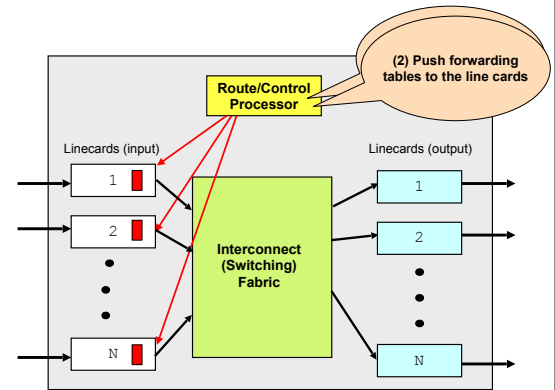 (2) Push forwarding
tables to the line cards
Route/Control
Processor
Linecards (input)
Linecards (output)
1
2
N
Interconnect
(Switching)
Fabric
1
2
N